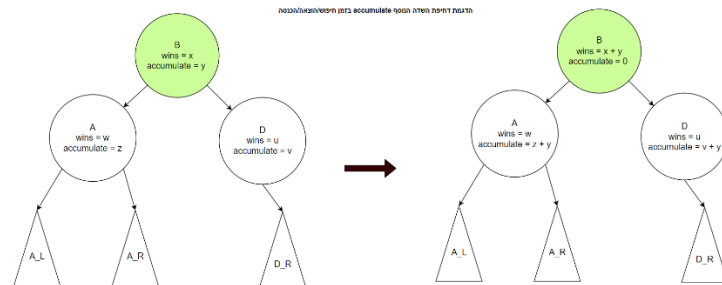 הדגמת דחיפת השדה הנוסף accumulate בזמן חיפוש/הוצאה/הכנסה
B
wins = x
accumulate = y
A
wins = w
accumulate = z
D
wins = u
accumulate = v
A_L
A_R
D_R
B
wins = x + y
accumulate = 0
A
wins = w
accumulate = z + y
D
wins = u
accumulate = v + y
A_L
A_R
D_R